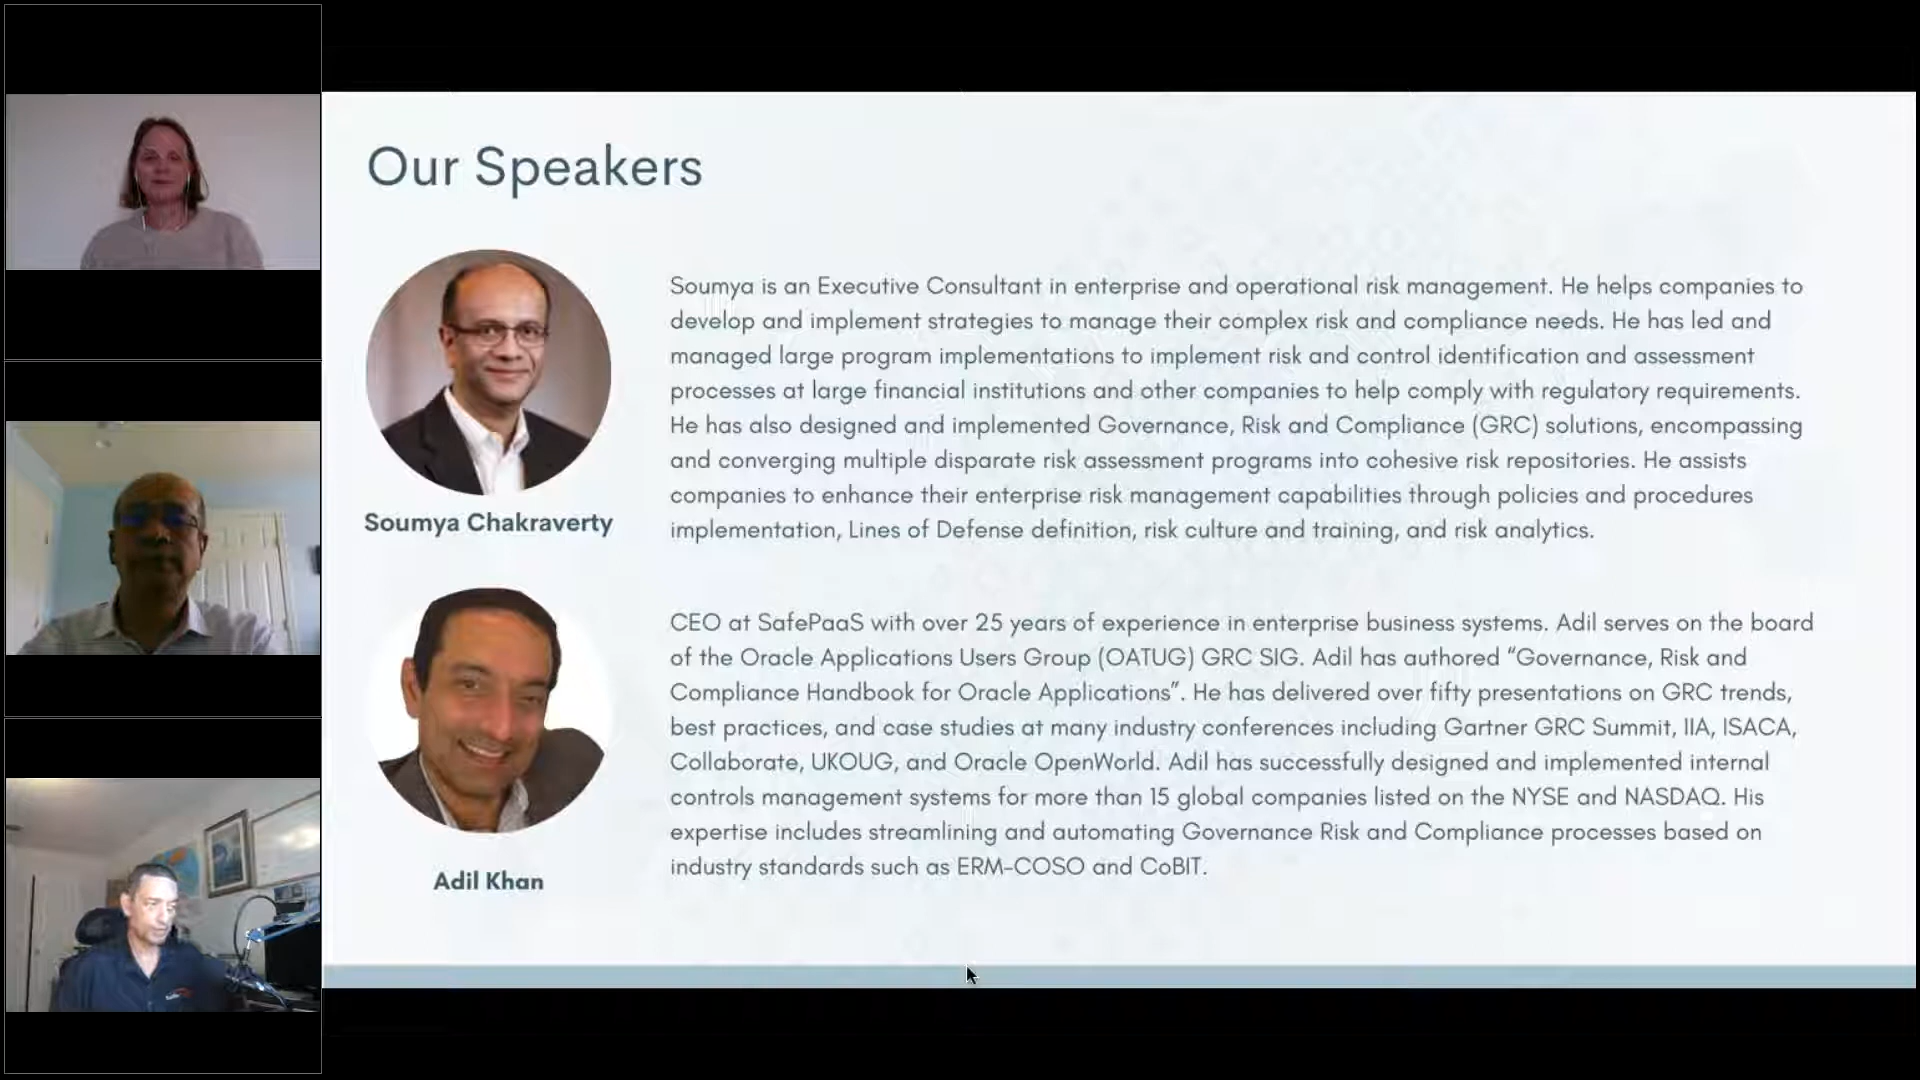 Our Speakers
Soumya is an Executive Consultant in enterprise and operational risk management. He helps companies to
develop and implement strategies to manage their complex risk and compliance needs. He has led and
managed large program implementations to implement risk and control identification and assessment
processes at large financial institutions and other companies to help comply with regulatory requirements.
He has also designed and implemented Governance, Risk and Compliance (GRC) solutions, encompassing
and converging multiple disparate risk assessment programs into cohesive risk repositories. He assists
companies to enhance their enterprise risk management capabilities through policies and procedures
implementation, Lines of Defense definition, risk culture and training, and risk analytics.
Soumya Chakraverty
CEO at SafePaaS with over 25 years of experience in enterprise business systems. Adil serves on the board
of the Oracle Applications Users Group (OATUG) GRC SIG. Adil has authored “Governance, Risk and
Compliance Handbook for Oracle Applications”. He has delivered over fifty presentations on GRC trends,
best practices, and case studies at many industry conferences including Gartner GRC Summit, IIA, ISACA,
Collaborate, UKOUG, and Oracle OpenWorld. Adil has successfully designed and implemented internal
controls management systems for more than 15 global companies listed on the NYSE and NASDAQ. His
expertise includes streamlining and automating Governance Risk and Compliance processes based on
industry standards such as ERM-COSO and CoBIT.
Adil Khan